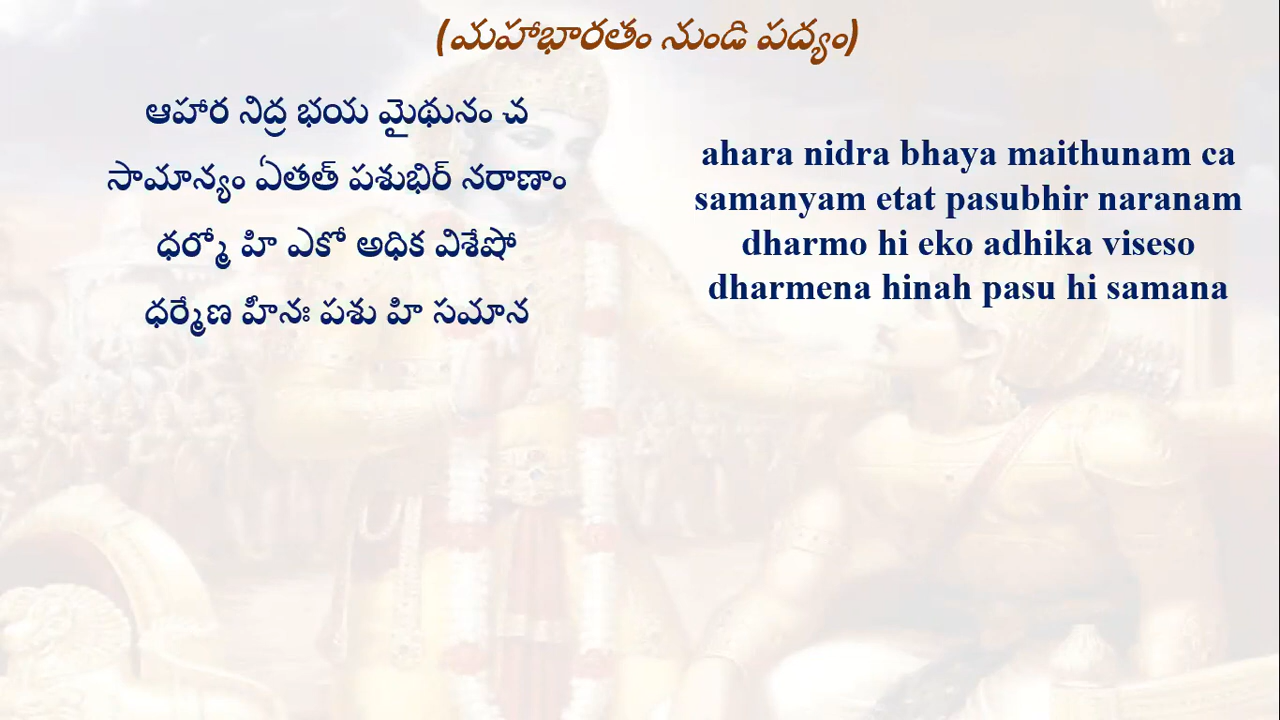 (మహాభారతం నుండి పద్యం)
ఆహార నిద్ర భయ మైథునం చ
సామాన్యం ఏతత్ పశుభిర్ నరాణాం
ధర్మో హి ఎకో అధిక విశేషో
ధర్మేణ హీనః పశు హి సమాన
ahara nidra bhaya maithunam ca
samanyam etat pasubhir naranam
dharmo hi eko adhika viseso
dharmena hinah pasu hi samana